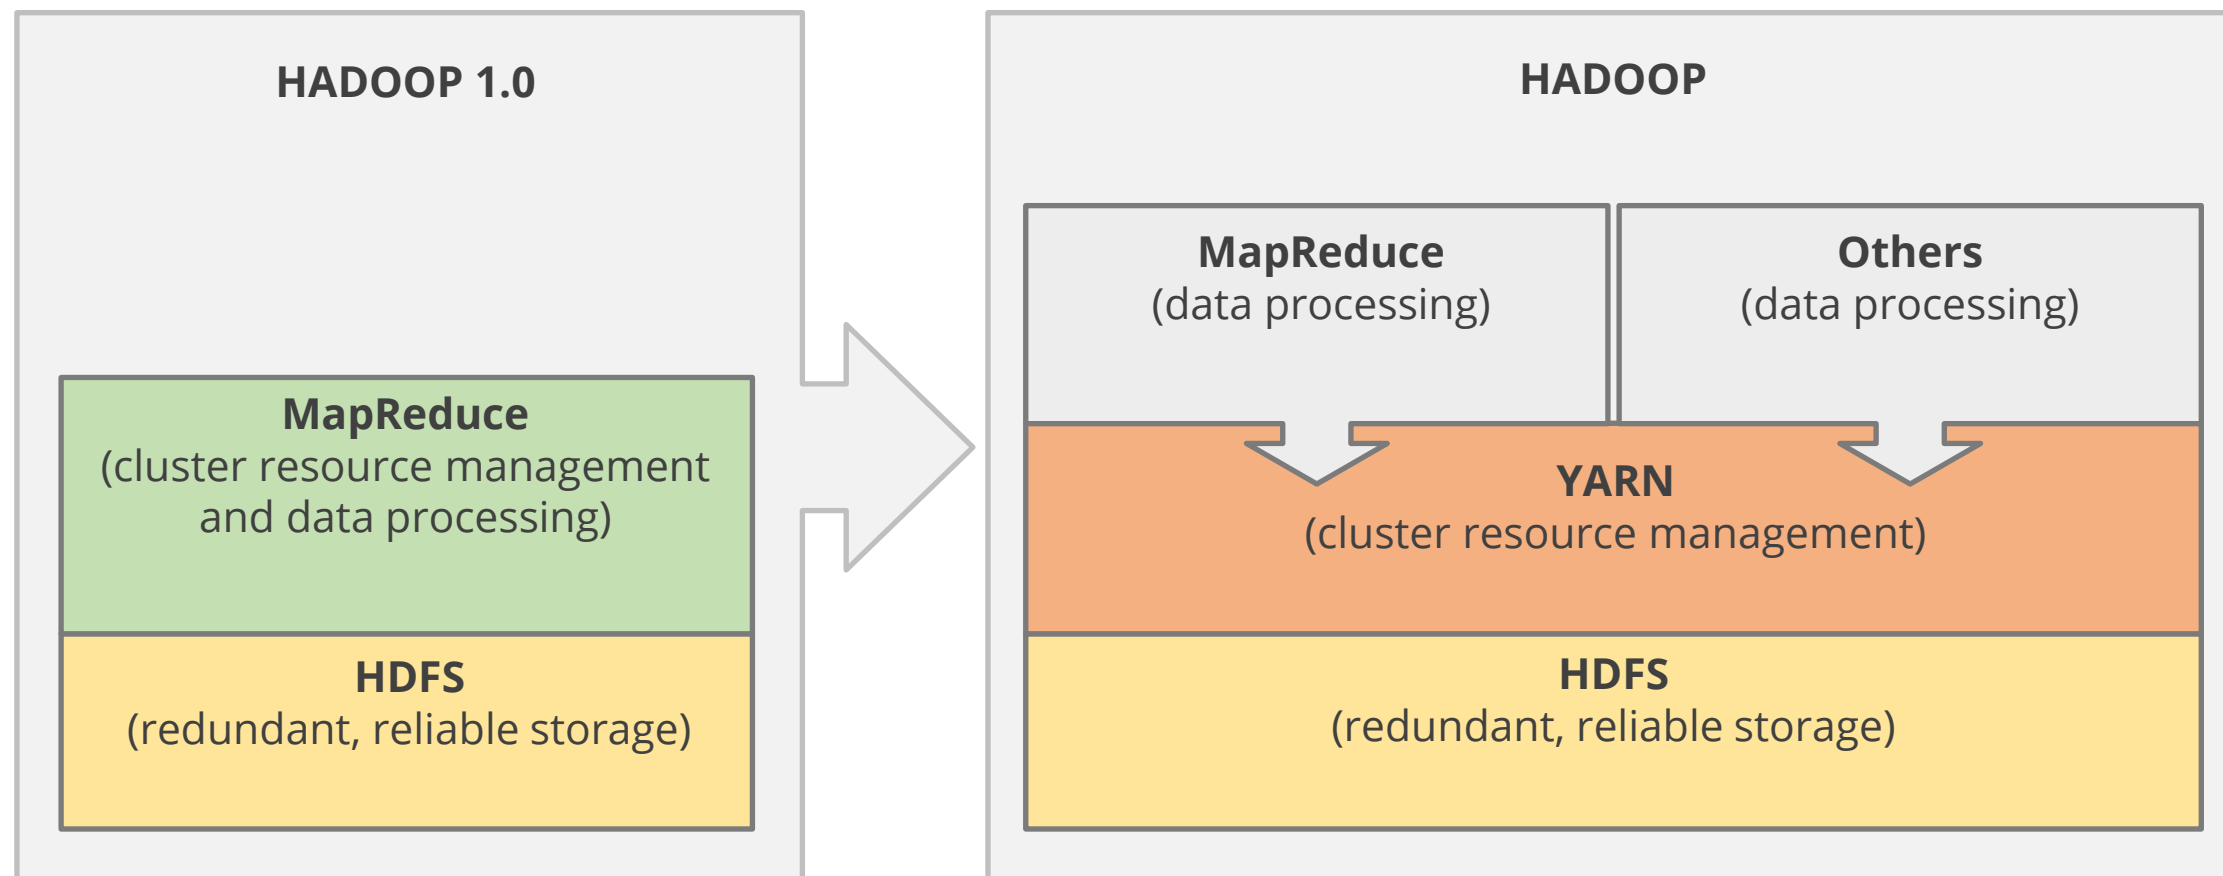 HADOOP 1.0
MapReduce
(cluster resource management
and data processing)
HDFS
(redundant, reliable storage)
HADOOP
MapReduce
(data processing)
Others
(data processing)
YARN
(cluster resource management)
HDFS
(redundant, reliable storage)